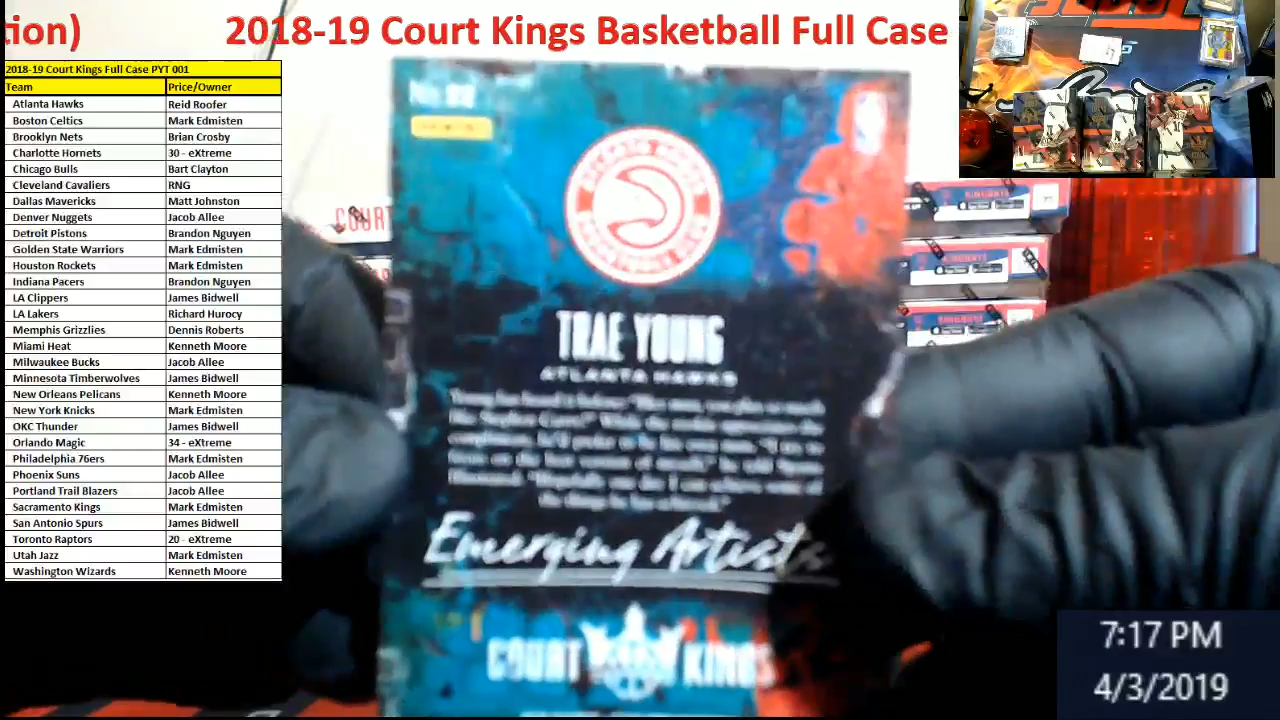 tion)
2018-19 Court Kings Basketball Full Case
2018-19 Court Kings Full Case PYT 001
Team Price/Owner
Atlanta Hawks Reid Roofer
Boston Celtics Mark Edmisten
Brooklyn Nets Brian Crosby
Charlotte Hornets 30 - eXtreme
Chicago Bulls Bart Clayton
Cleveland Cavaliers RNG
Dallas Mavericks Matt Johnston
Denver Nuggets Jacob Allee
Detroit Pistons Brandon Nguyen
Golden State Warriors Mark Edmisten
Houston Rockets Mark Edmisten
Indiana Pacers Brandon Nguyen
LA Clippers James Bidwell
LA Lakers Richard Hurocy
Memphis Grizzlies Dennis Roberts
Miami Heat Kenneth Moore
Milwaukee Bucks Jacob Allee
Minnesota Timberwolves James Bidwell
New Orleans Pelicans Kenneth Moore
New York Knicks Mark Edmisten
OKC Thunder James Bidwell
Orlando Magic 34 - eXtreme
Philadelphia 76ers Mark Edmisten
Phoenix Suns Jacob Allee
Portland Trail Blazers Jacob Allee
Sacramento Kings Mark Edmisten
San Antonio Spurs James Bidwell
Toronto Raptors 20 - eXtreme
Utah Jazz Mark Edmisten
Washington Wizards Kenneth Moore
COURT
ATLANTA HAWKS
BASKETBALL CLUB
TRAE YOUNG
ATLANTA HAWKS
Emerging Artists
COURT KINGS
7:17 PM
4/3/2019